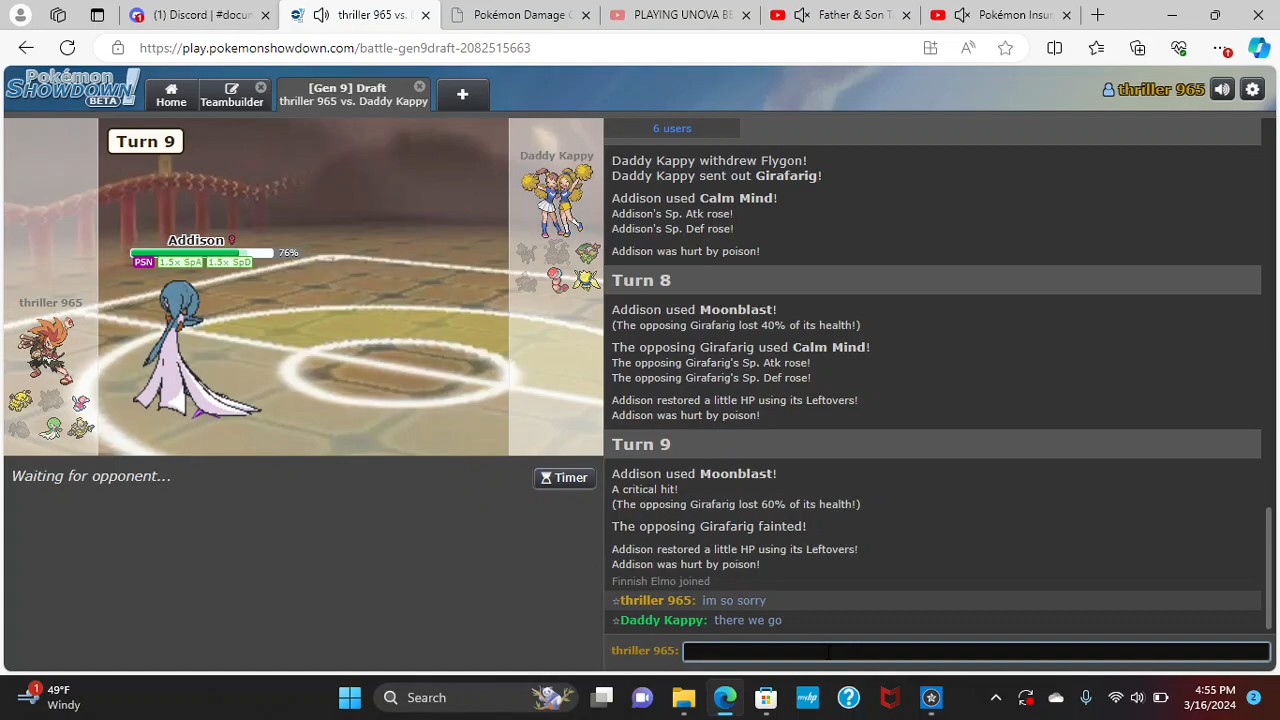 (1) Discord | #docum
thriller 965 vs.
Pokémon Damage C
PLAYING UNOVA BE
Father & Son T
Pokémon Insur
https://play.pokemonshowdown.com/battle-gen9draft-2082515663
Pokémon
SHOWDOWN!
BETA
Home
Teambuilder
[Gen 9] Draft
thriller 965 vs. Daddy Kappy
thriller 965
Turn 9
Daddy Kappy
Addison
76%
PSN 1.5x SpA 1.5x SpD
thriller 965
Waiting for opponent...
Timer
6 users
Daddy Kappy withdrew Flygon!
Daddy Kappy sent out Girafarig!
Addison used Calm Mind!
Addison's Sp. Atk rose!
Addison's Sp. Def rose!
Addison was hurt by poison!
Turn 8
Addison used Moonblast!
(The opposing Girafarig lost 40% of its health!)
The opposing Girafarig used Calm Mind!
The opposing Girafarig's Sp. Atk rose!
The opposing Girafarig's Sp. Def rose!
Addison restored a little HP using its Leftovers!
Addison was hurt by poison!
Turn 9
Addison used Moonblast!
A critical hit!
(The opposing Girafarig lost 60% of its health!)
The opposing Girafarig fainted!
Addison restored a little HP using its Leftovers!
Addison was hurt by poison!
Finnish Elmo joined
☆thriller 965: im so sorry
☆Daddy Kappy: there we go
thriller 965:
1
49°F
Windy
Search
myhp
4:55 PM
3/16/2024
2